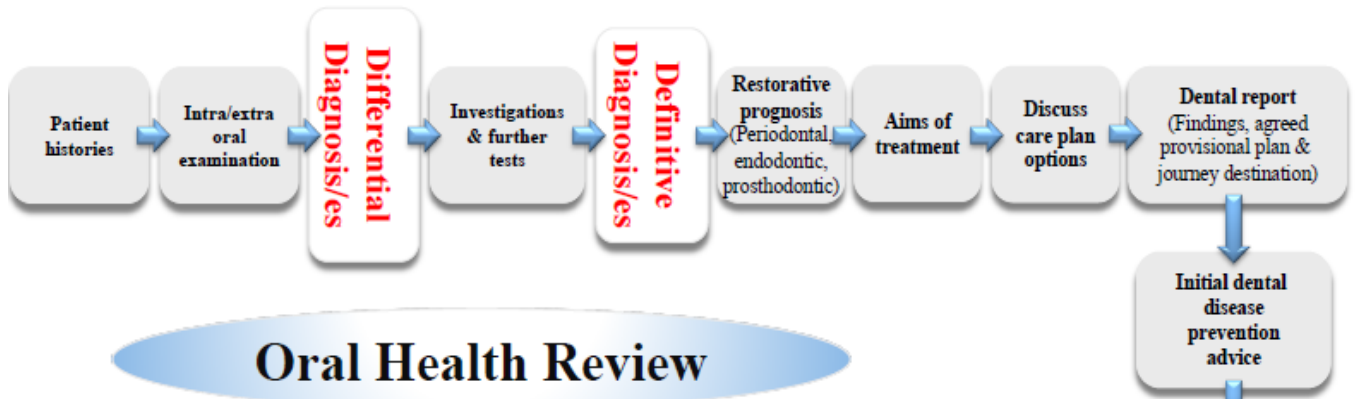 Patient
histories
Intra/extra
oral
examination
Differential
Diagnosis/es
Investigations
& further
tests
Definitive
Diagnosis/es
Restorative
prognosis
(Periodontal,
endodontic,
prosthodontic)
Aims of
treatment
Discuss
care plan
options
Dental report
(Findings, agreed
provisional plan &
journey destination)
Initial dental
disease
prevention
advice
Oral Health Review